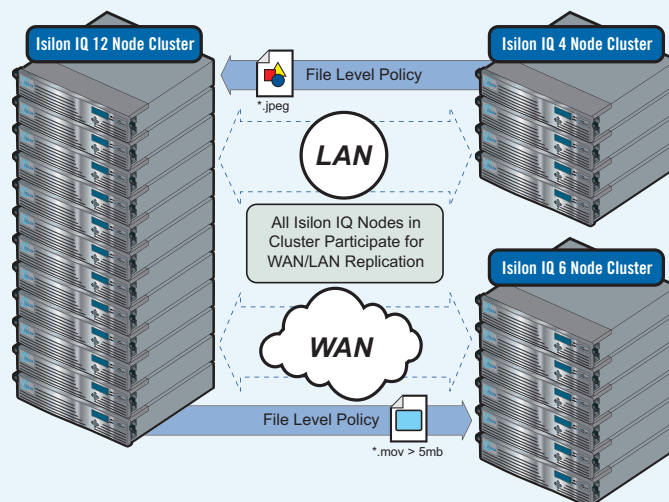 Isilon IQ 12 Node Cluster
Isilon IQ 4 Node Cluster
File Level Policy
*.jpeg
LAN
All Isilon IQ Nodes in
Cluster Participate for
WAN/LAN Replication
Isilon IQ 6 Node Cluster
WAN
File Level Policy
*.mov > 5mb